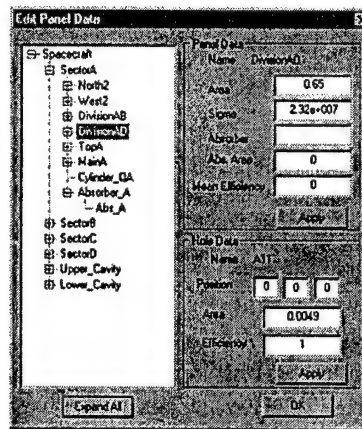 Edit Panel Data
Spacecraft
SectorA
North2
West2
DivisionAB
DivisionAD
TopA
MainA
Cylinder_OA
Absorber_A
Abs_A
SectorB
SectorC
SectorD
Upper_Cavity
Lower_Cavity
Expand All
Panel Data
Name DivisionAD
Area 0.65
Sigma 2.32e+007
Absorber
Abs. Area 0
Mean Efficiency 0
Apply
Hole Data
Name
Position 0 0 0
Area 0.0049
Efficiency 1
Apply
OK